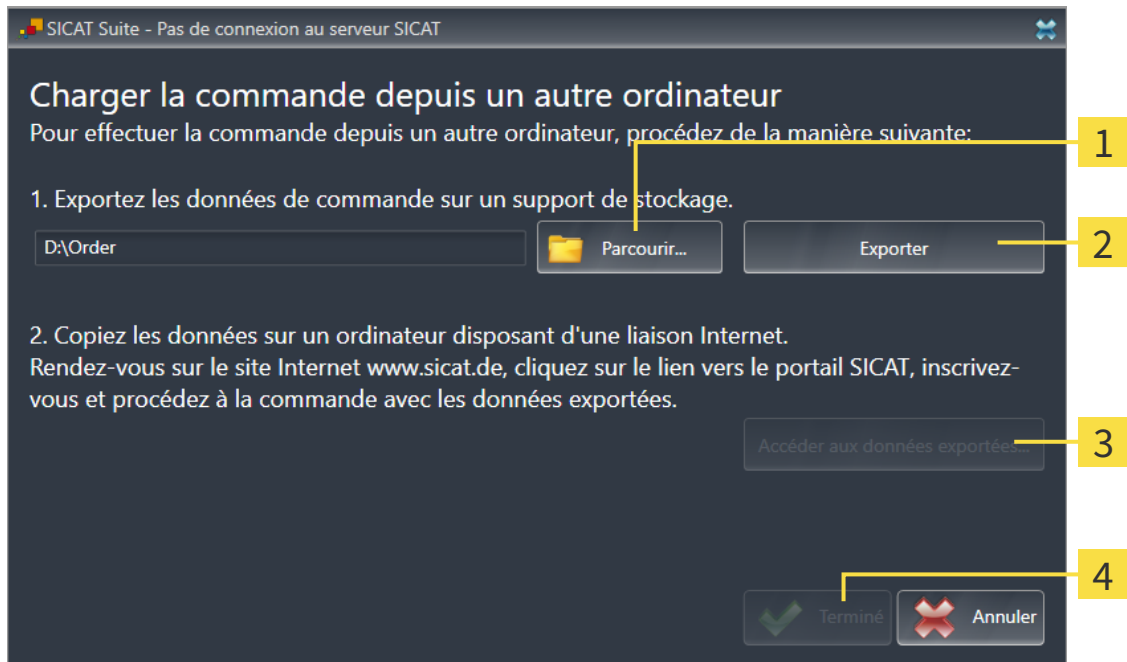 SICAT Suite - Pas de connexion au serveur SICAT
Charger la commande depuis un autre ordinateur
Pour effectuer la commande depuis un autre ordinateur, procédez de la manière suivante:
1
1. Exportez les données de commande sur un support de stockage.
D:\Order
Parcourir...
Exporter
2
2. Copiez les données sur un ordinateur disposant d'une liaison Internet.
Rendez-vous sur le site Internet www.sicat.de, cliquez sur le lien vers le portail SICAT, inscrivez-
vous et procédez à la commande avec les données exportées.
Accéder aux données exportées...
3
4
Terminé
Annuler